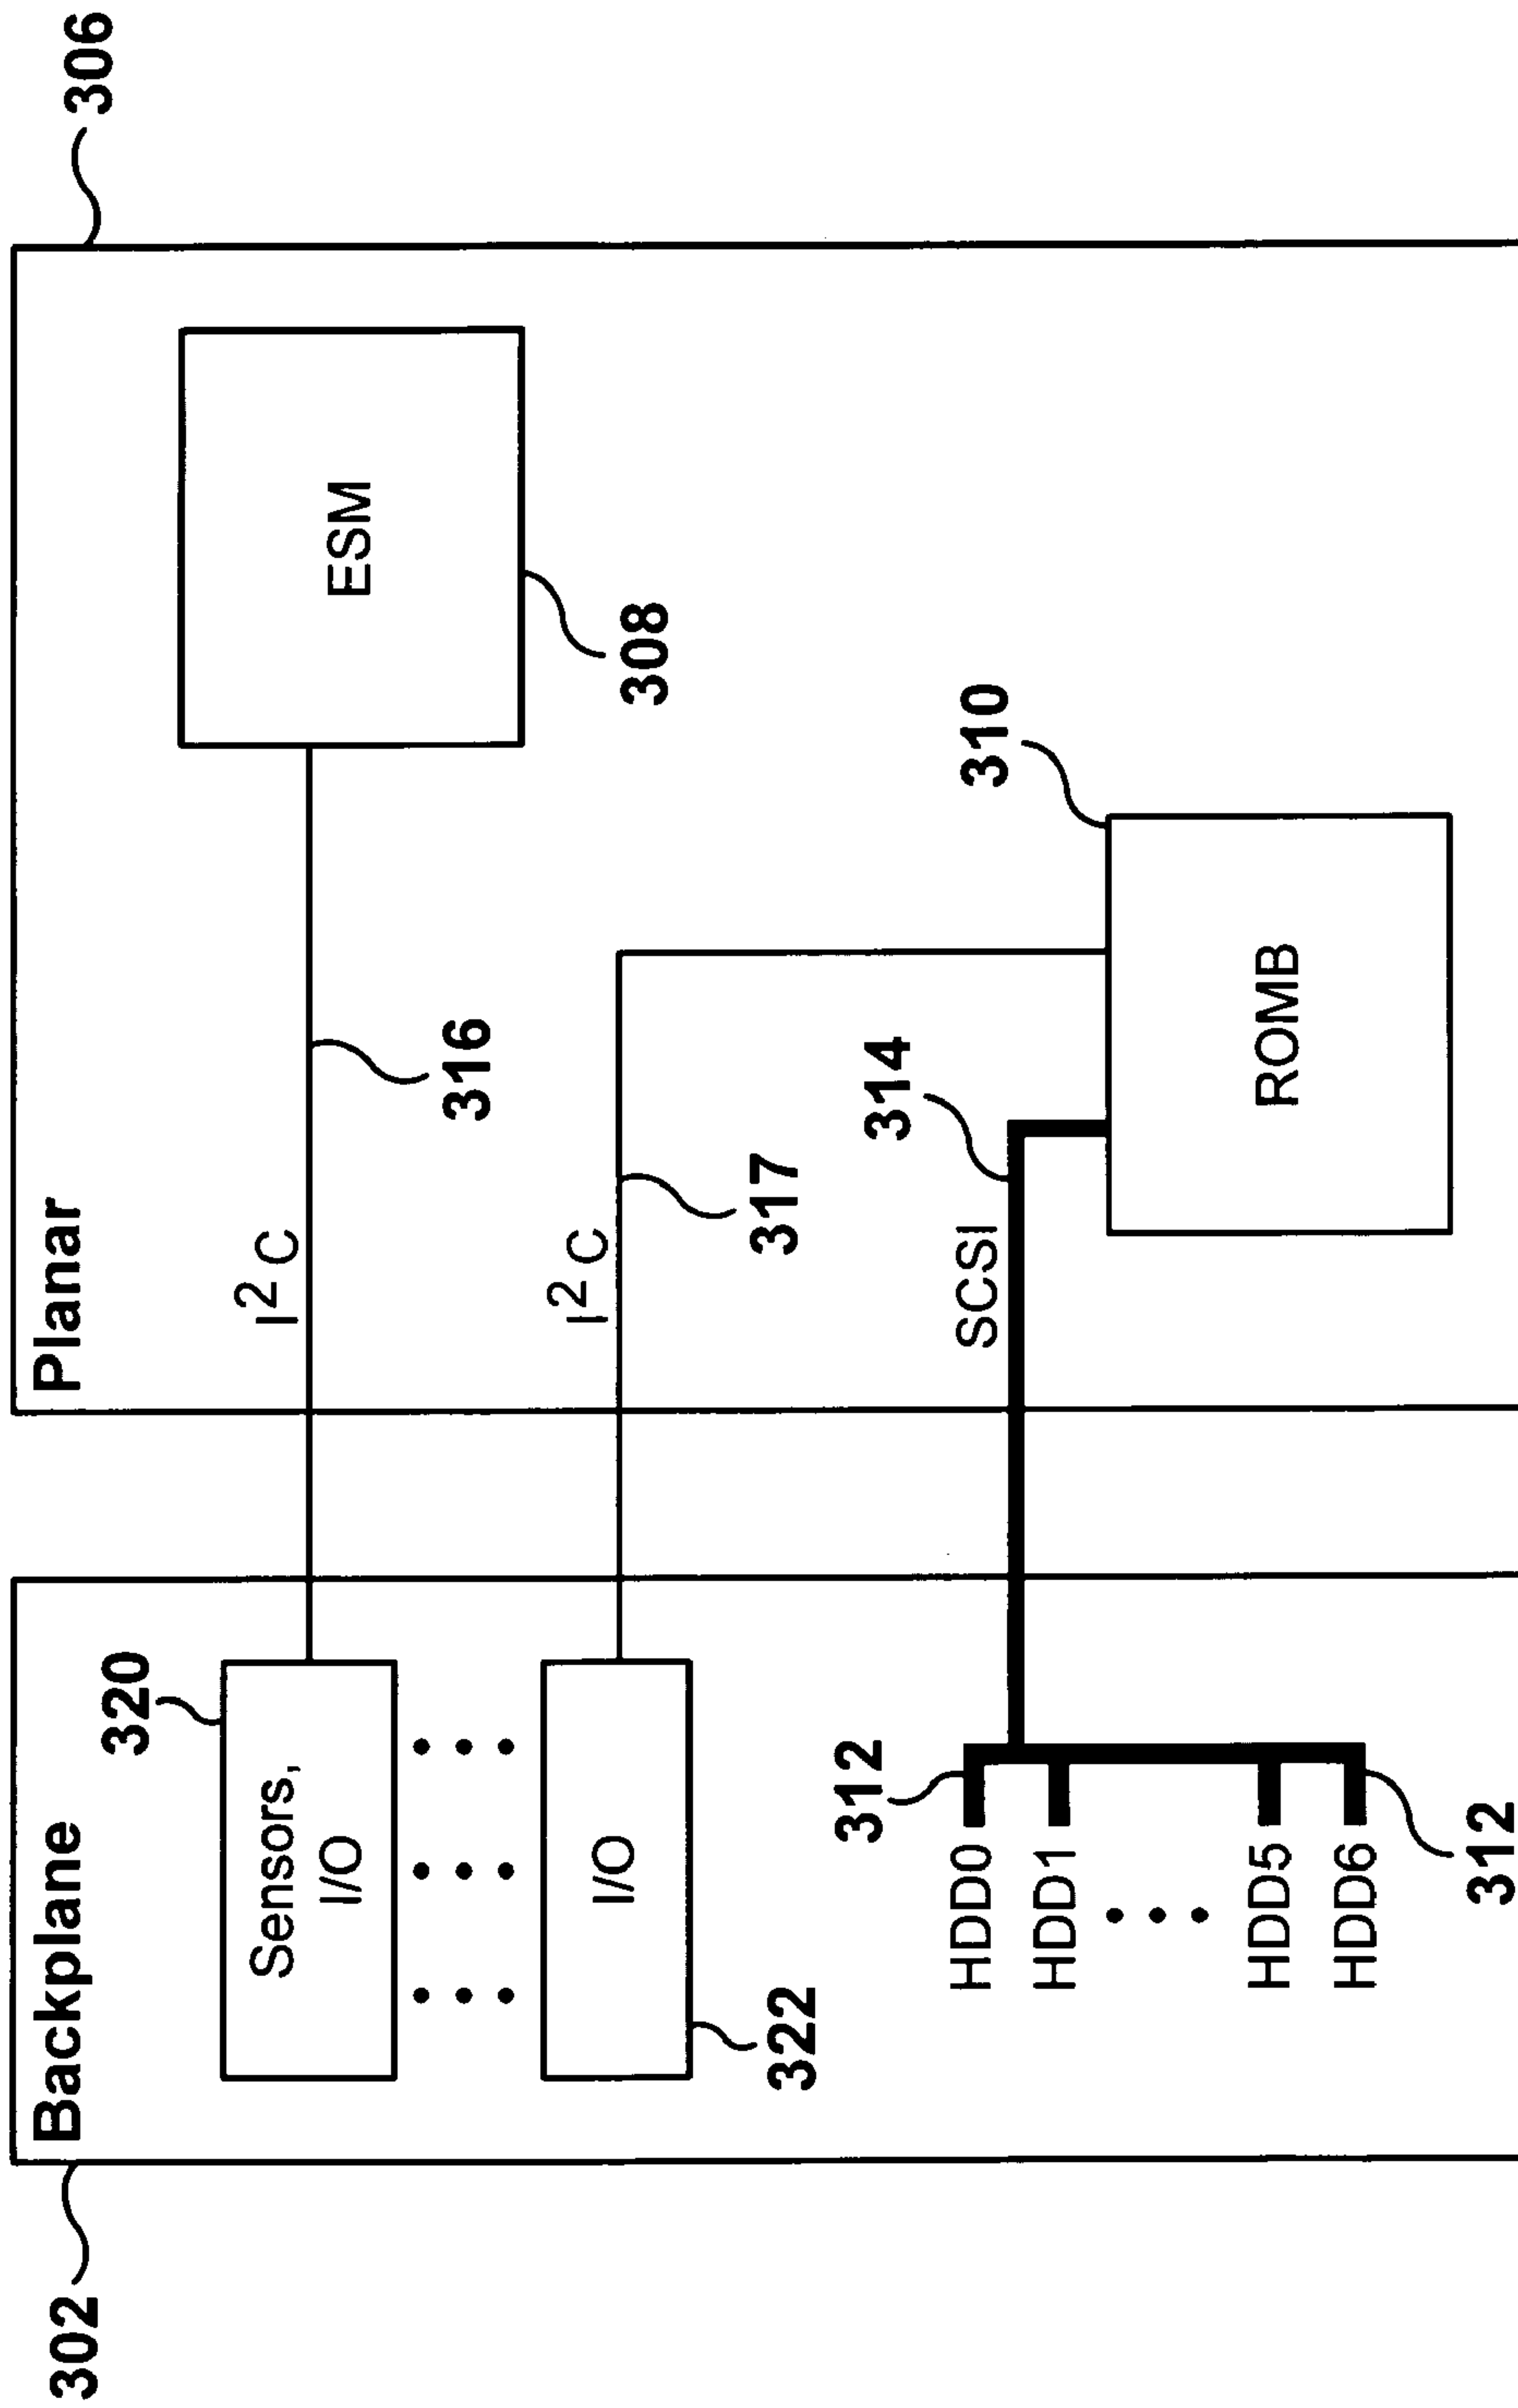 302
Backplane
Planar
306
320
Sensors,
I/O
I²C
316
ESM
308
I/O
322
I²C
317
312
HDD0
HDD1
HDD5
HDD6
312
SCSI
314
310
ROMB